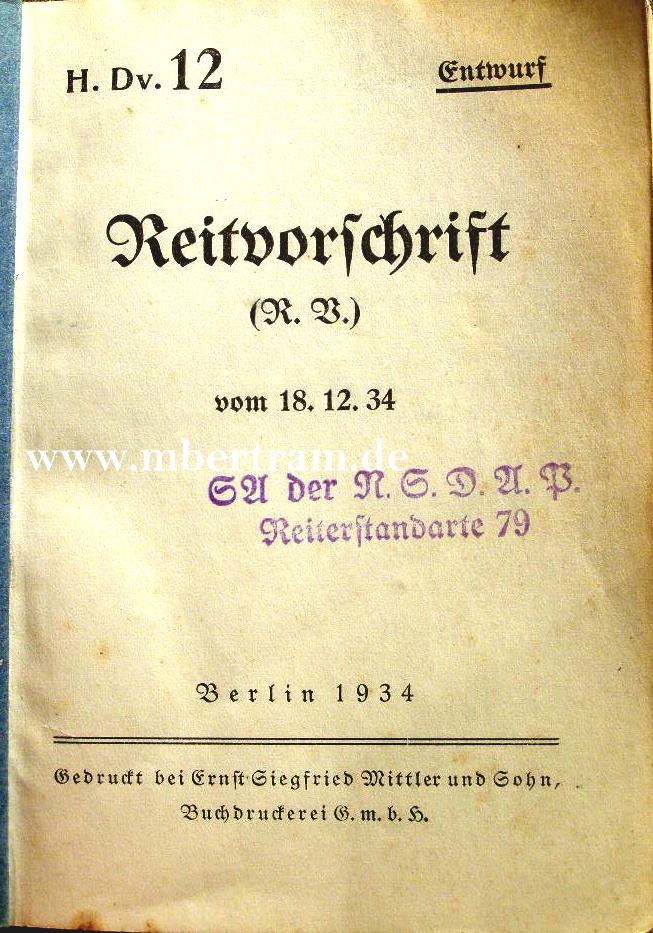 H. Dv. 12
Entwurf
Reitvorſchrift
(R. V.)
vom 18. 12. 34
www.mbertram.de
SA der N. S. D. A. P.
Reiterſtandarte 79
Berlin 1934
Gedruckt bei Ernſt Siegfried Mittler und Sohn,
Buchdruckerei G. m. b. H.